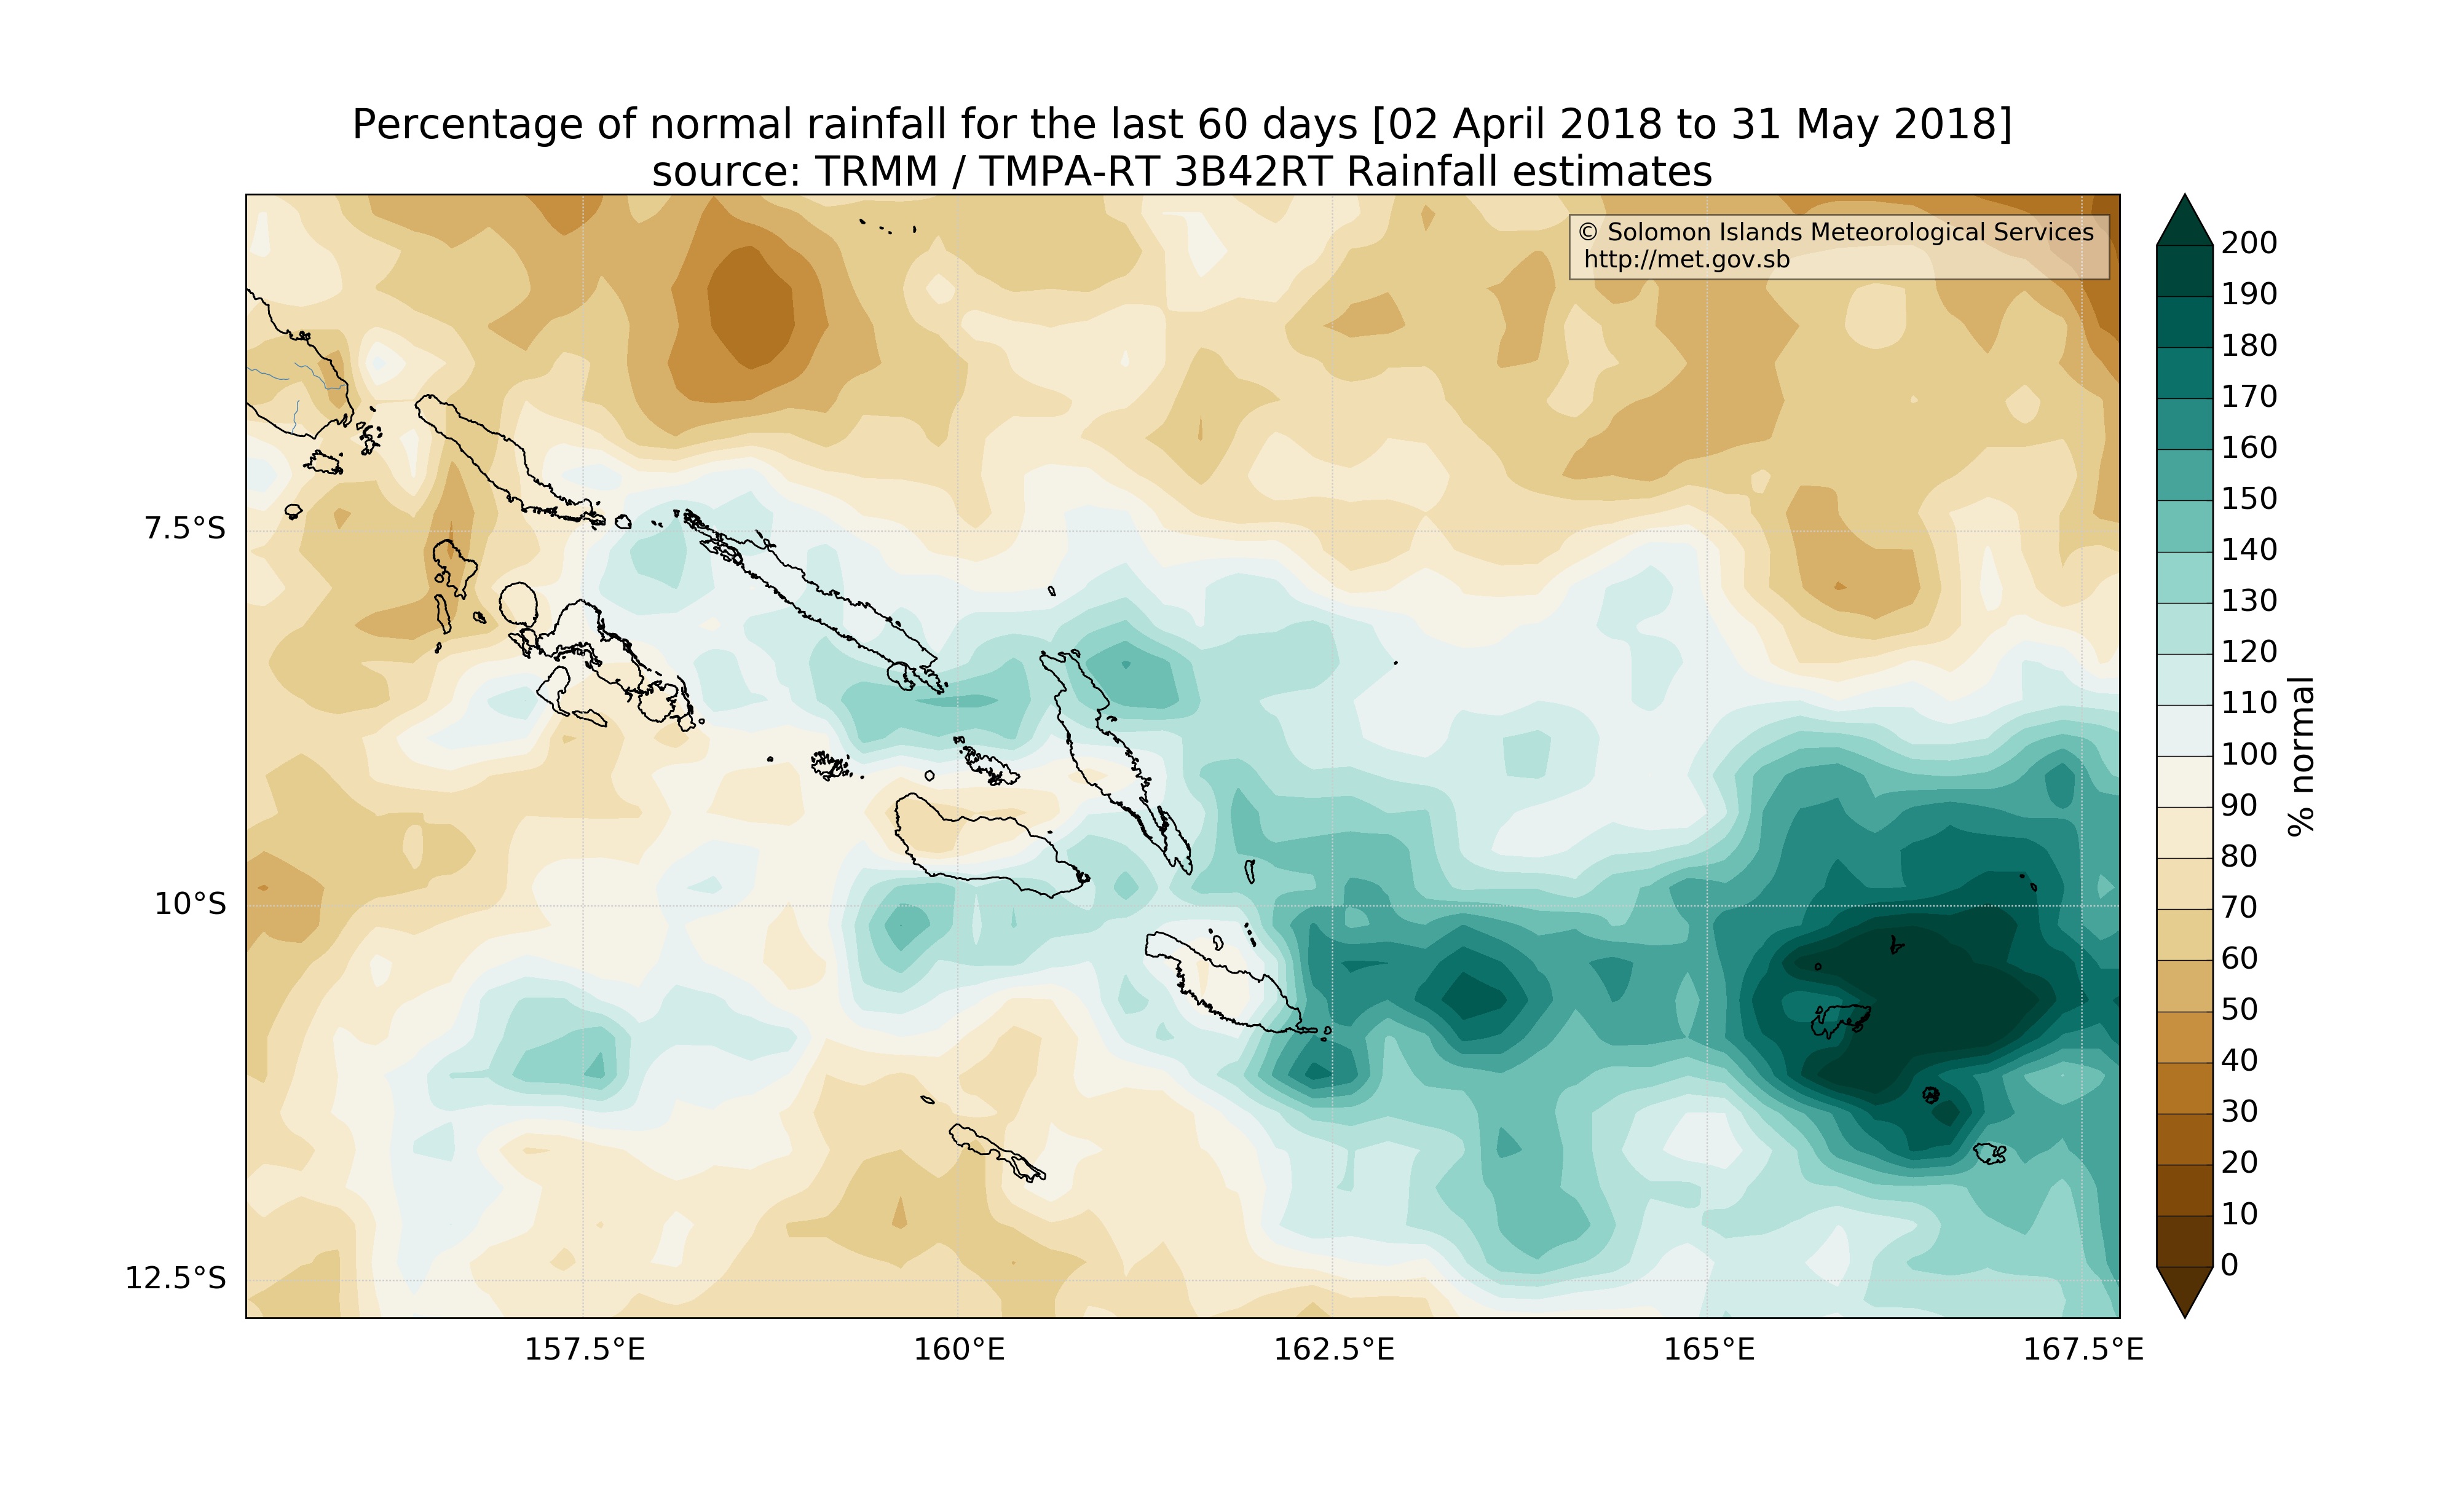 Percentage of normal rainfall for the last 60 days [02 April 2018 to 31 May 2018]
source: TRMM / TMPA-RT 3B42RT Rainfall estimates
© Solomon Islands Meteorological Services
http://met.gov.sb
7.5°S
10°S
12.5°S
157.5°E
160°E
162.5°E
165°E
167.5°E
200
190
180
170
160
150
140
130
120
110
100
90
80
70
60
50
40
30
20
10
0
% normal